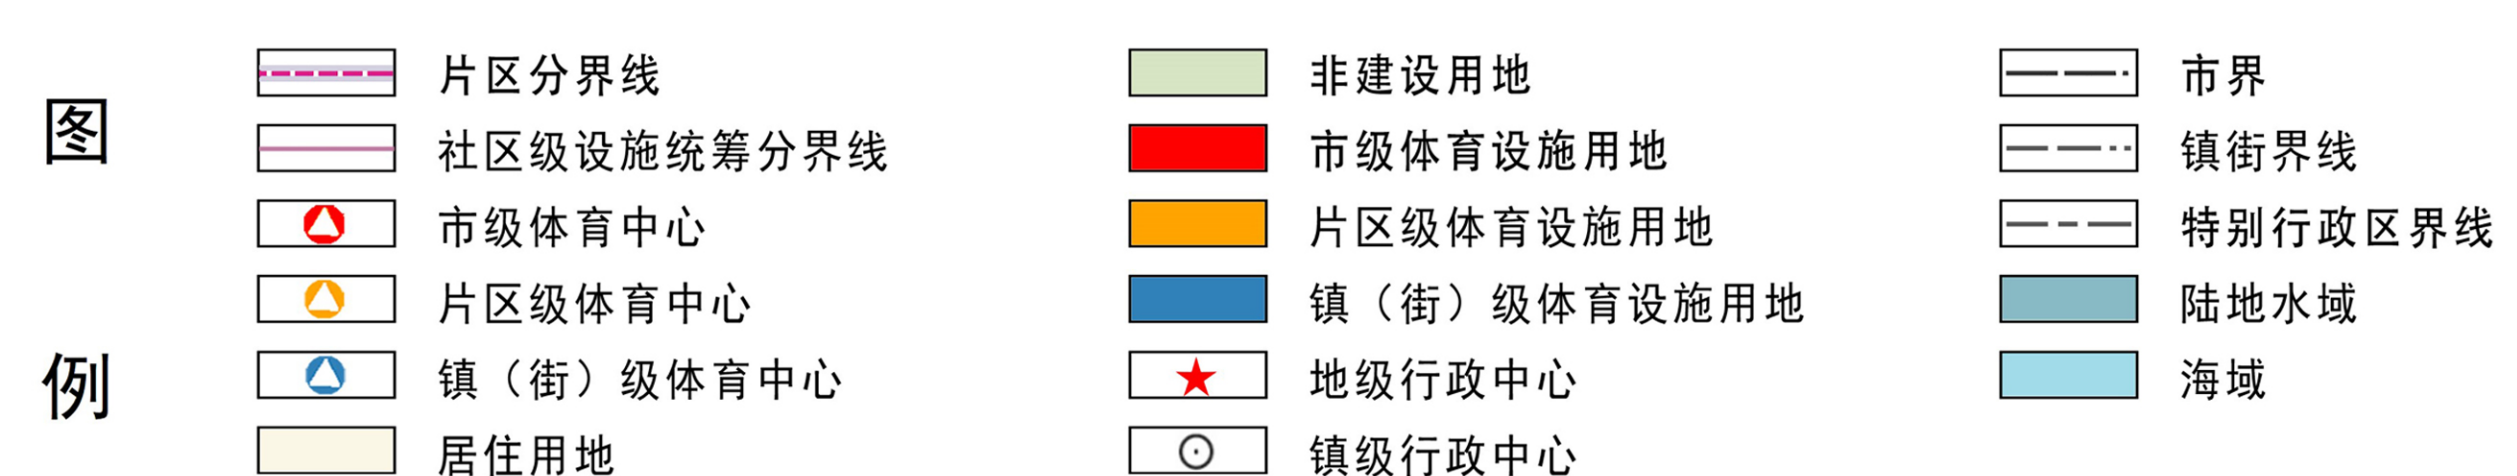 图例
片区分界线
社区级设施统筹分界线
市级体育中心
片区级体育中心
镇（街）级体育中心
居住用地
非建设用地
市级体育设施用地
片区级体育设施用地
镇（街）级体育设施用地
地级行政中心
镇级行政中心
市界
镇街界线
特别行政区界线
陆地水域
海域